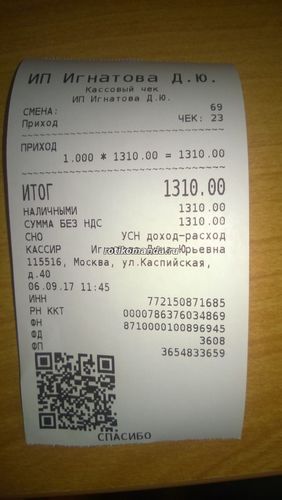 ИП Игнатова Д.Ю.
Кассовый чек
ИП Игнатова Д.Ю.
СМЕНА: 69
Приход ЧЕК: 23
ПРИХОД
1.000 * 1310.00 = 1310.00
ИТОГ 1310.00
НАЛИЧНЫМИ 1310.00
СУММА БЕЗ НДС 1310.00
СНО УСН доход-расход
КАССИР Юрьевна
rotikomanda.ru
115516, Москва, ул.Каспийская,
д.40
06.09.17 11:45
ИНН 772150871685
РН ККТ 0000786376034869
ФН 8710000100896945
ФД 3608
ФП 3654833659
СПАСИБО